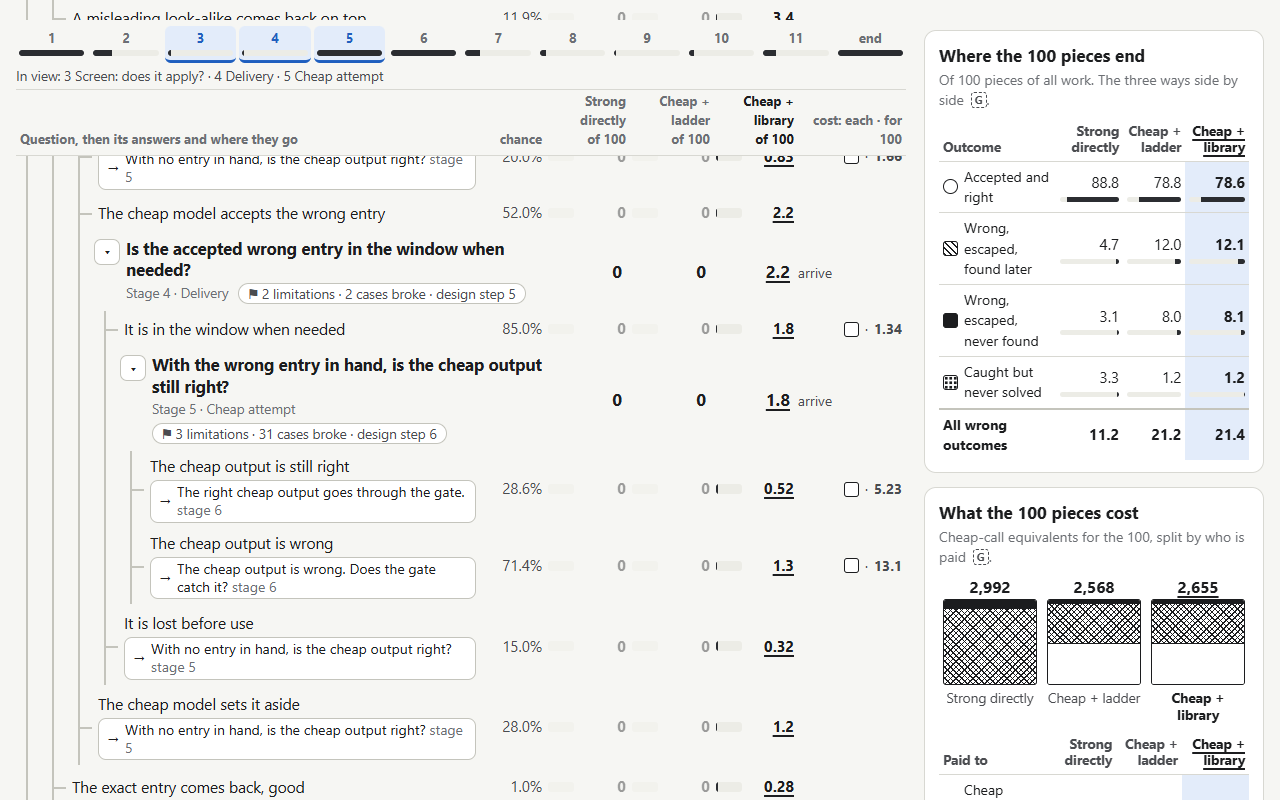 A misleading look-alike comes back on top 11.9% 0 0 3.4
1 2 3 4 5 6 7 8 9 10 11 end
In view: 3 Screen: does it apply? · 4 Delivery · 5 Cheap attempt
Question, then its answers and where they go chance Strong directly of 100 Cheap + ladder of 100 Cheap + library of 100 cost: each · for 100
→ With no entry in hand, is the cheap output right? stage 5 20.0% 0 0 0.83 · 1.66
The cheap model accepts the wrong entry 52.0% 0 0 2.2
Is the accepted wrong entry in the window when needed? 0 0 2.2 arrive
Stage 4 · Delivery 2 limitations · 2 cases broke · design step 5
It is in the window when needed 85.0% 0 0 1.8 · 1.34
With the wrong entry in hand, is the cheap output still right? 0 0 1.8 arrive
Stage 5 · Cheap attempt
3 limitations · 31 cases broke · design step 6
The cheap output is still right
→ The right cheap output goes through the gate. stage 6 28.6% 0 0 0.52 · 5.23
The cheap output is wrong
→ The cheap output is wrong. Does the gate catch it? stage 6 71.4% 0 0 1.3 · 13.1
It is lost before use
→ With no entry in hand, is the cheap output right? stage 5 15.0% 0 0 0.32
The cheap model sets it aside
→ With no entry in hand, is the cheap output right? stage 5 28.0% 0 0 1.2
The exact entry comes back, good 1.0% 0 0 0.28
Where the 100 pieces end
Of 100 pieces of all work. The three ways side by
side G.
Outcome Strong directly Cheap + ladder Cheap + library
Accepted and right 88.8 78.8 78.6
Wrong, escaped, found later 4.7 12.0 12.1
Wrong, escaped, never found 3.1 8.0 8.1
Caught but never solved 3.3 1.2 1.2
All wrong outcomes 11.2 21.2 21.4
What the 100 pieces cost
Cheap-call equivalents for the 100, split by who is
paid G.
2,992 2,568 2,655
Strong directly Cheap + ladder Cheap + library
Paid to Strong directly Cheap + ladder Cheap + library
Cheap